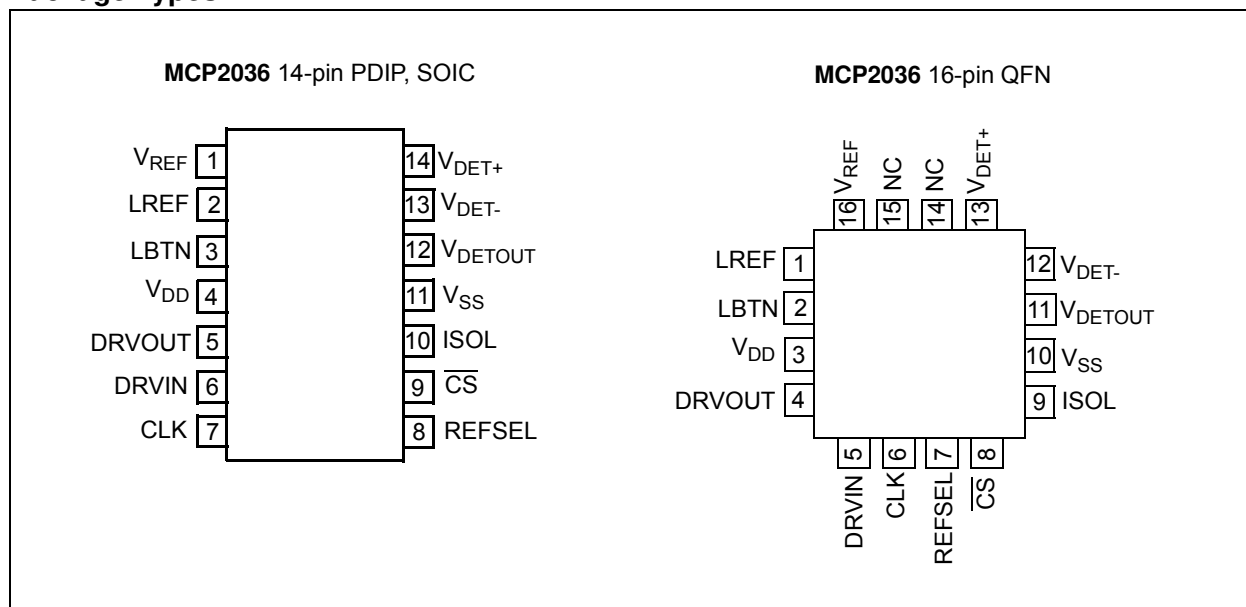 MCP2036 14-pin PDIP, SOIC
VREF 1
LREF 2
LBTN 3
VDD 4
DRVOUT 5
DRVIN 6
CLK 7
14 VDET+
13 VDET-
12 VDETOUT
11 VSS
10 ISOL
9 CS
8 REFSEL
MCP2036 16-pin QFN
16 VREF
15 NC
14 NC
13 VDET+
LREF 1
LBTN 2
VDD 3
DRVOUT 4
12 VDET-
11 VDETOUT
10 VSS
9 ISOL
DRVIN 5
CLK 6
REFSEL 7
CS 8